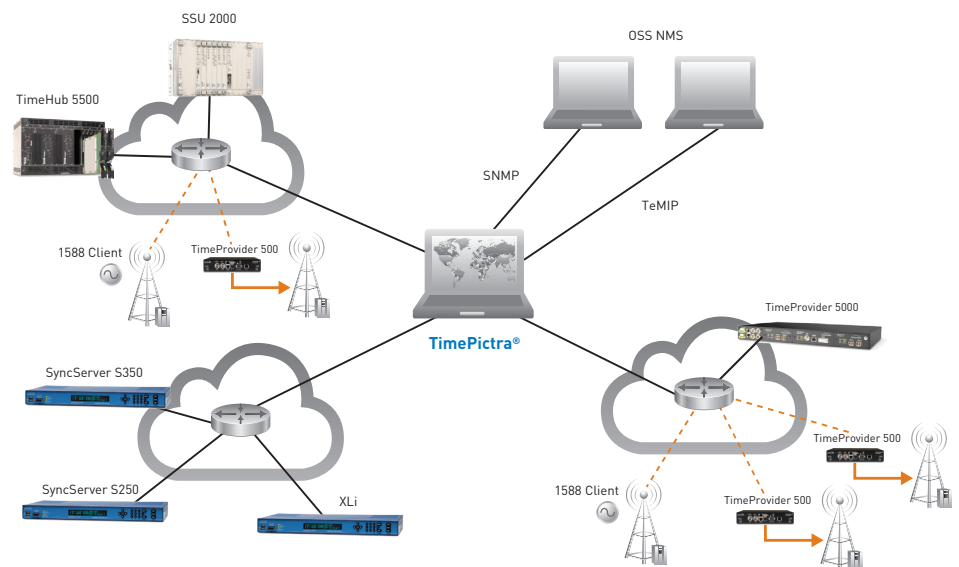 SSU 2000
OSS NMS
TimeHub 5500
SNMP
TeMIP
1588 Client
TimeProvider 500
TimePictra®
TimeProvider 5000
SyncServer S350
TimeProvider 500
SyncServer S250
XLi
1588 Client
TimeProvider 500